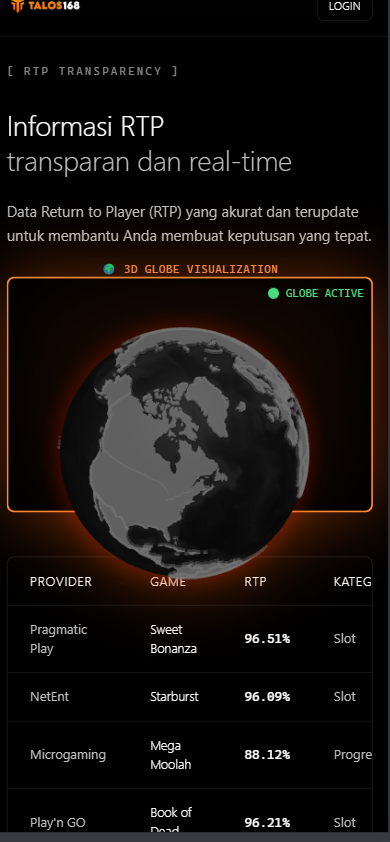 TALOS168
LOGIN
[ RTP TRANSPARENCY ]
Informasi RTP
transparan dan real-time
Data Return to Player (RTP) yang akurat dan terupdate
untuk membantu Anda membuat keputusan yang tepat.
3D GLOBE VISUALIZATION
GLOBE ACTIVE
PROVIDER GAME RTP KATEG
Pragmatic Play Sweet Bonanza 96.51% Slot
NetEnt Starburst 96.09% Slot
Microgaming Mega Moolah 88.12% Progre
Play'n GO Book of Dead 96.21% Slot